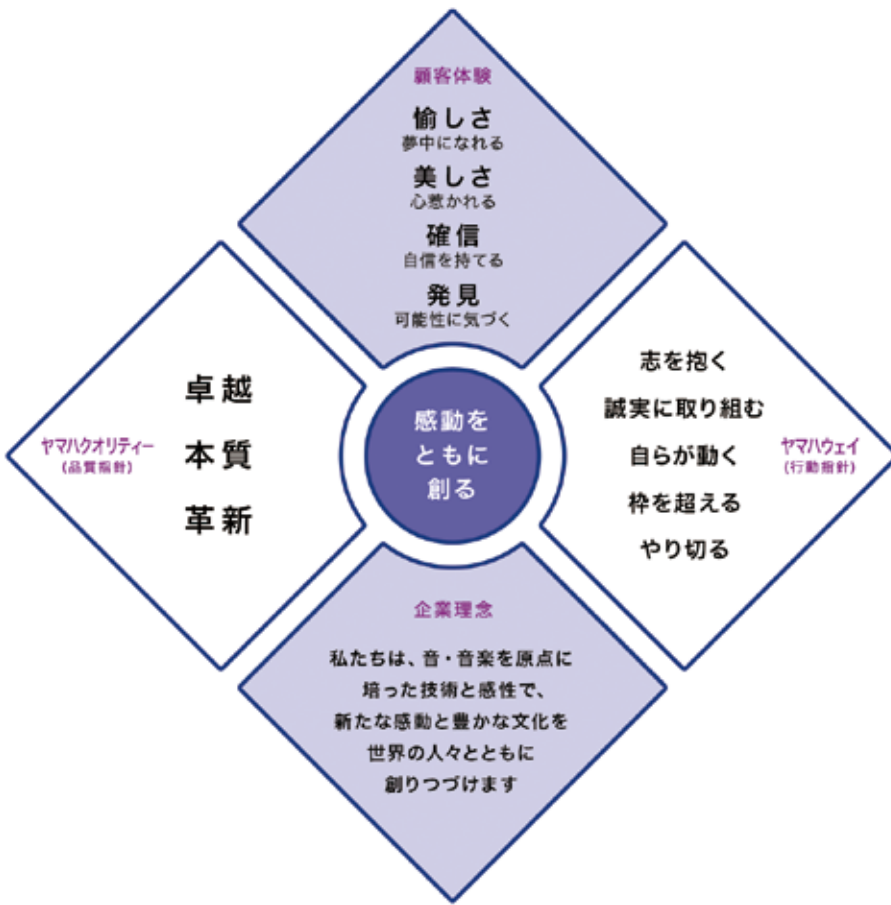 顧客体験
愉しさ
夢中になれる
美しさ
心惹かれる
確信
自信を持てる
発見
可能性に気づく
ヤマハクオリティー
(品質指針)
卓越
本質
革新
感動を
ともに
創る
志を抱く
誠実に取り組む
自らが動く
枠を超える
やり切る
ヤマハウェイ
(行動指針)
企業理念
私たちは、音・音楽を原点に
培った技術と感性で、
新たな感動と豊かな文化を
世界の人々とともに
創りつづけます